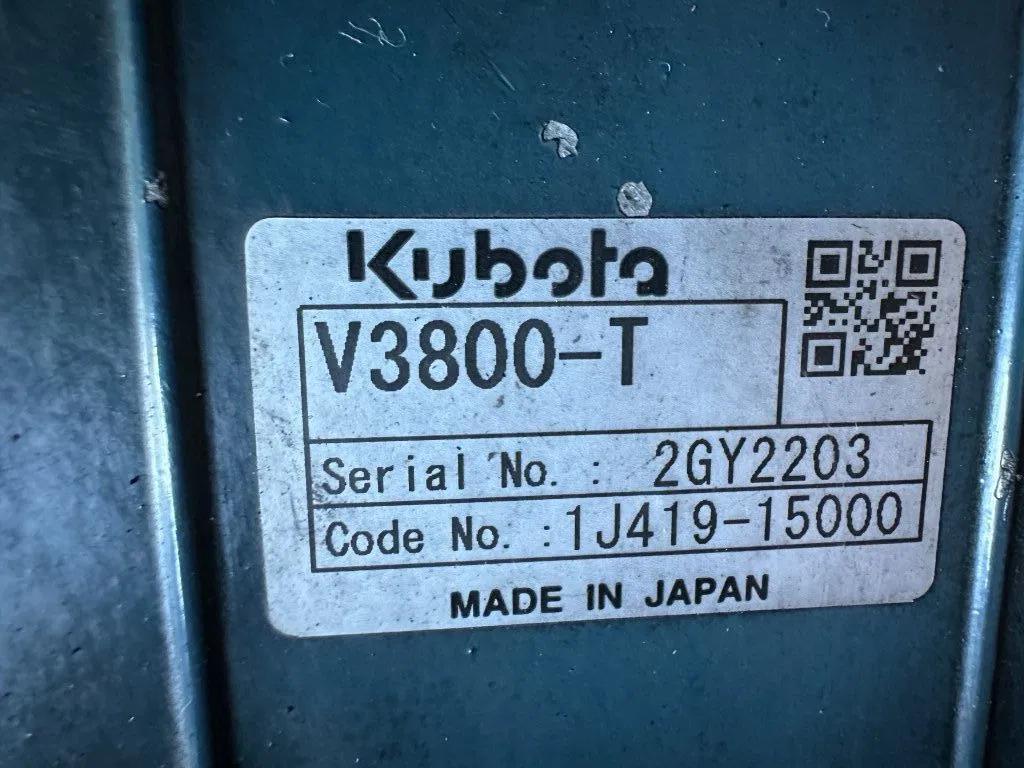 Kubota
V3800-T
Serial No. : 2GY2203
Code No. :1J419-15000
MADE IN JAPAN